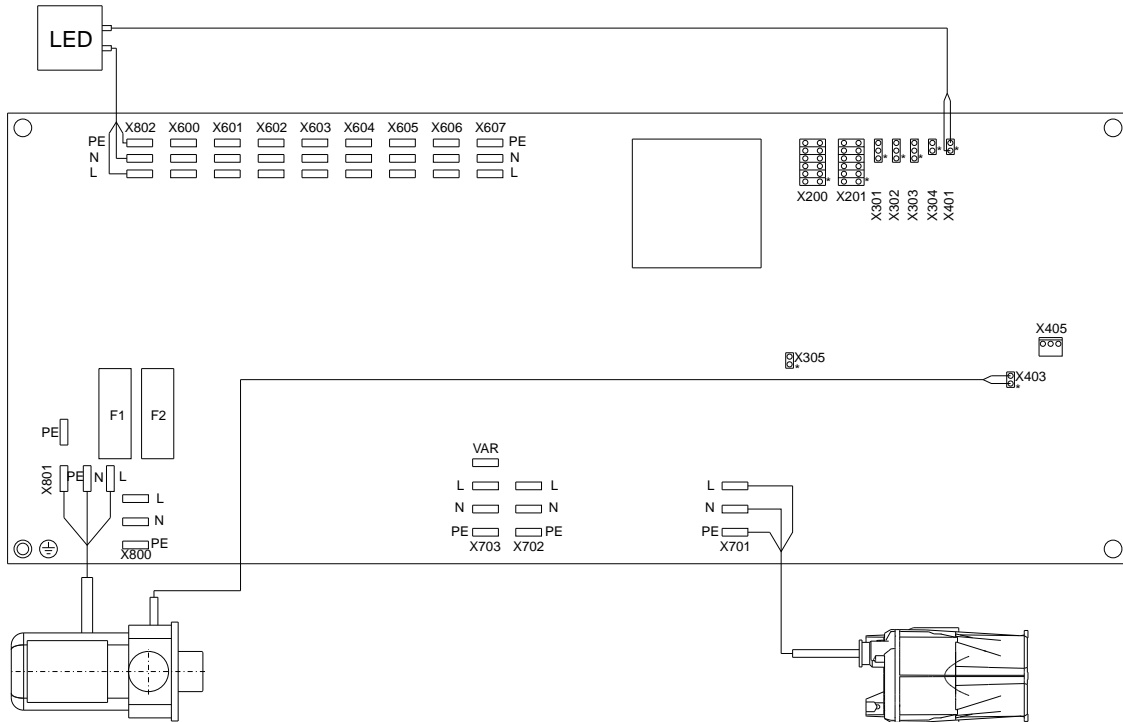 LED
X802 X600 X601 X602 X603 X604 X605 X606 X607
PE PE
N N
L L
* * * * * * *
X200 X201 X301 X302 X303 X304 X401
X405
X305
*
X403
*
F1 F2
PE
X801 PE N L
L
N
PE
X800
VAR
L L
N N
PE PE
X703 X702
L
N
PE
X701